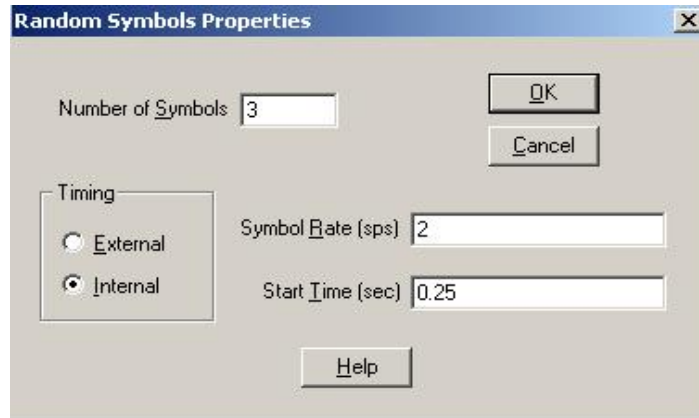 Random Symbols Properties
Number of Symbols 3
OK
Cancel
Timing
External
Internal
Symbol Rate (sps) 2
Start Time (sec) 0.25
Help